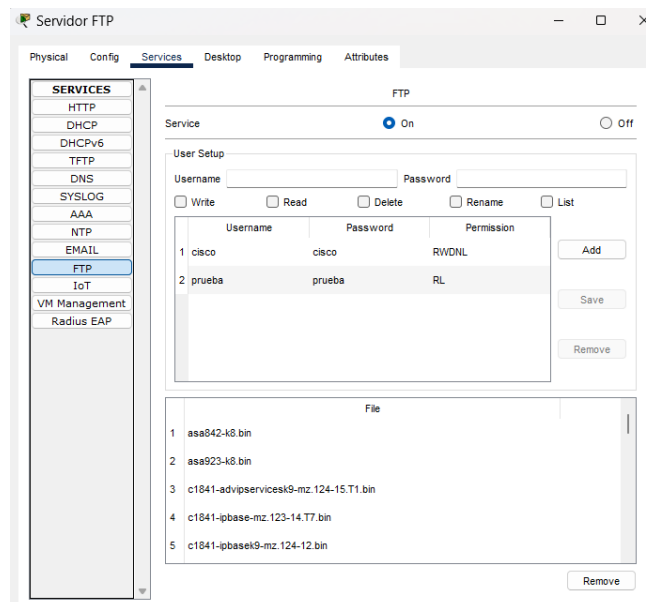 Servidor FTP
Physical Config Services Desktop Programming Attributes
SERVICES
HTTP
DHCP
DHCPv6
TFTP
DNS
SYSLOG
AAA
NTP
EMAIL
FTP
IoT
VM Management
Radius EAP
FTP
Service On Off
User Setup
Username Password
Write Read Delete Rename List
Username Password Permission
1 cisco cisco RWDNL
2 prueba prueba RL
Add
Save
Remove
File
1 asa842-k8.bin
2 asa923-k8.bin
3 c1841-advipservicesk9-mz.124-15.T1.bin
4 c1841-ipbase-mz.123-14.T7.bin
5 c1841-ipbasek9-mz.124-12.bin
Remove